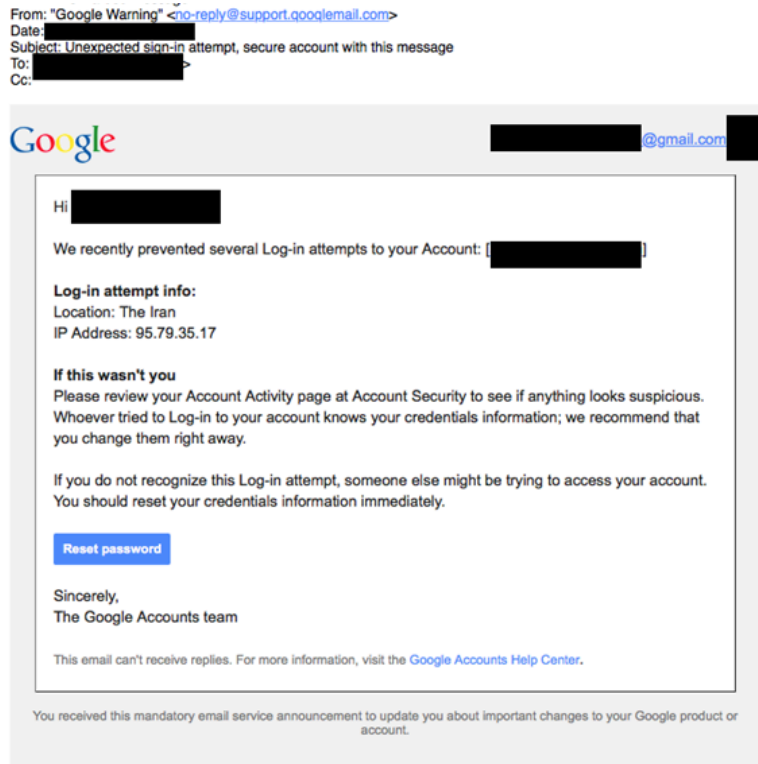 From: "Google Warning" <no-reply@support.qooqlemail.com>
Date:
Subject: Unexpected sign-in attempt, secure account with this message
To: >
Cc:
Google
@gmail.com
Hi
We recently prevented several Log-in attempts to your Account: [ ]
Log-in attempt info:
Location: The Iran
IP Address: 95.79.35.17
If this wasn't you
Please review your Account Activity page at Account Security to see if anything looks suspicious.
Whoever tried to Log-in to your account knows your credentials information; we recommend that
you change them right away.
If you do not recognize this Log-in attempt, someone else might be trying to access your account.
You should reset your credentials information immediately.
Reset password
Sincerely,
The Google Accounts team
This email can't receive replies. For more information, visit the Google Accounts Help Center.
You received this mandatory email service announcement to update you about important changes to your Google product or
account.